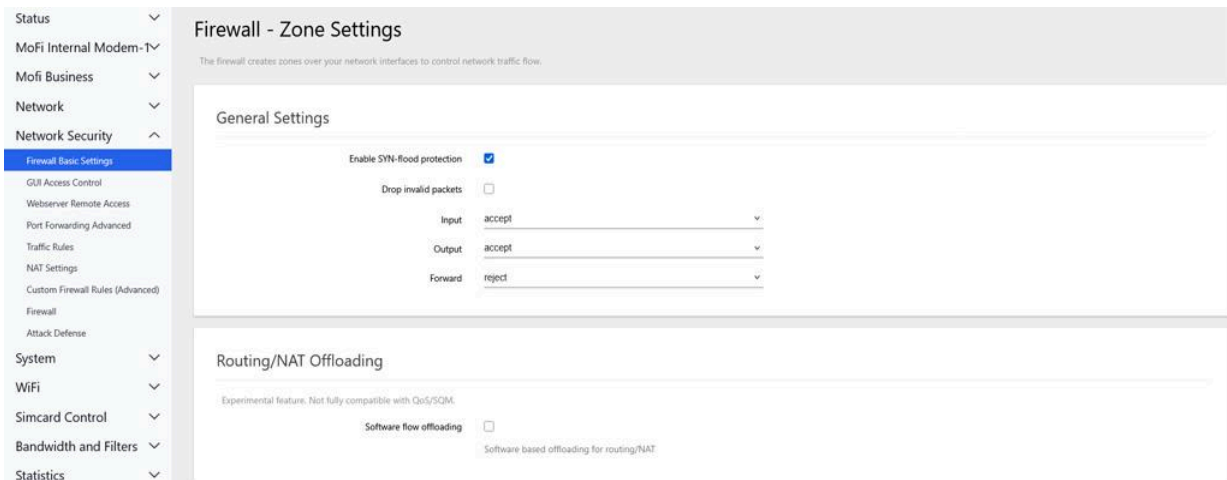 Status
MoFi Internal Modem-1
Mofi Business
Network
Network Security
Firewall Basic Settings
GUI Access Control
Webserver Remote Access
Port Forwarding Advanced
Traffic Rules
NAT Settings
Custom Firewall Rules (Advanced)
Firewall
Attack Defense
System
WiFi
Simcard Control
Bandwidth and Filters
Statistics
Firewall - Zone Settings
The firewall creates zones over your network interfaces to control network traffic flow.
General Settings
Enable SYN-flood protection
Drop invalid packets
Input accept
Output accept
Forward reject
Routing/NAT Offloading
Experimental feature. Not fully compatible with QoS/SQM.
Software flow offloading
Software based offloading for routing/NAT